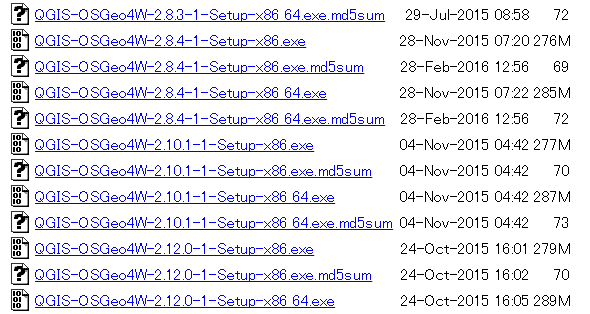 QGIS-OSGeo4W-2.8.3-1-Setup-x86_64.exe.md5sum 29-Jul-2015 08:58 72
QGIS-OSGeo4W-2.8.4-1-Setup-x86.exe 28-Nov-2015 07:20 276M
QGIS-OSGeo4W-2.8.4-1-Setup-x86.exe.md5sum 28-Feb-2016 12:56 69
QGIS-OSGeo4W-2.8.4-1-Setup-x86_64.exe 28-Nov-2015 07:22 285M
QGIS-OSGeo4W-2.8.4-1-Setup-x86_64.exe.md5sum 28-Feb-2016 12:56 72
QGIS-OSGeo4W-2.10.1-1-Setup-x86.exe 04-Nov-2015 04:42 277M
QGIS-OSGeo4W-2.10.1-1-Setup-x86.exe.md5sum 04-Nov-2015 04:42 70
QGIS-OSGeo4W-2.10.1-1-Setup-x86_64.exe 04-Nov-2015 04:42 287M
QGIS-OSGeo4W-2.10.1-1-Setup-x86_64.exe.md5sum 04-Nov-2015 04:42 73
QGIS-OSGeo4W-2.12.0-1-Setup-x86.exe 24-Oct-2015 16:01 279M
QGIS-OSGeo4W-2.12.0-1-Setup-x86.exe.md5sum 24-Oct-2015 16:02 70
QGIS-OSGeo4W-2.12.0-1-Setup-x86_64.exe 24-Oct-2015 16:05 289M